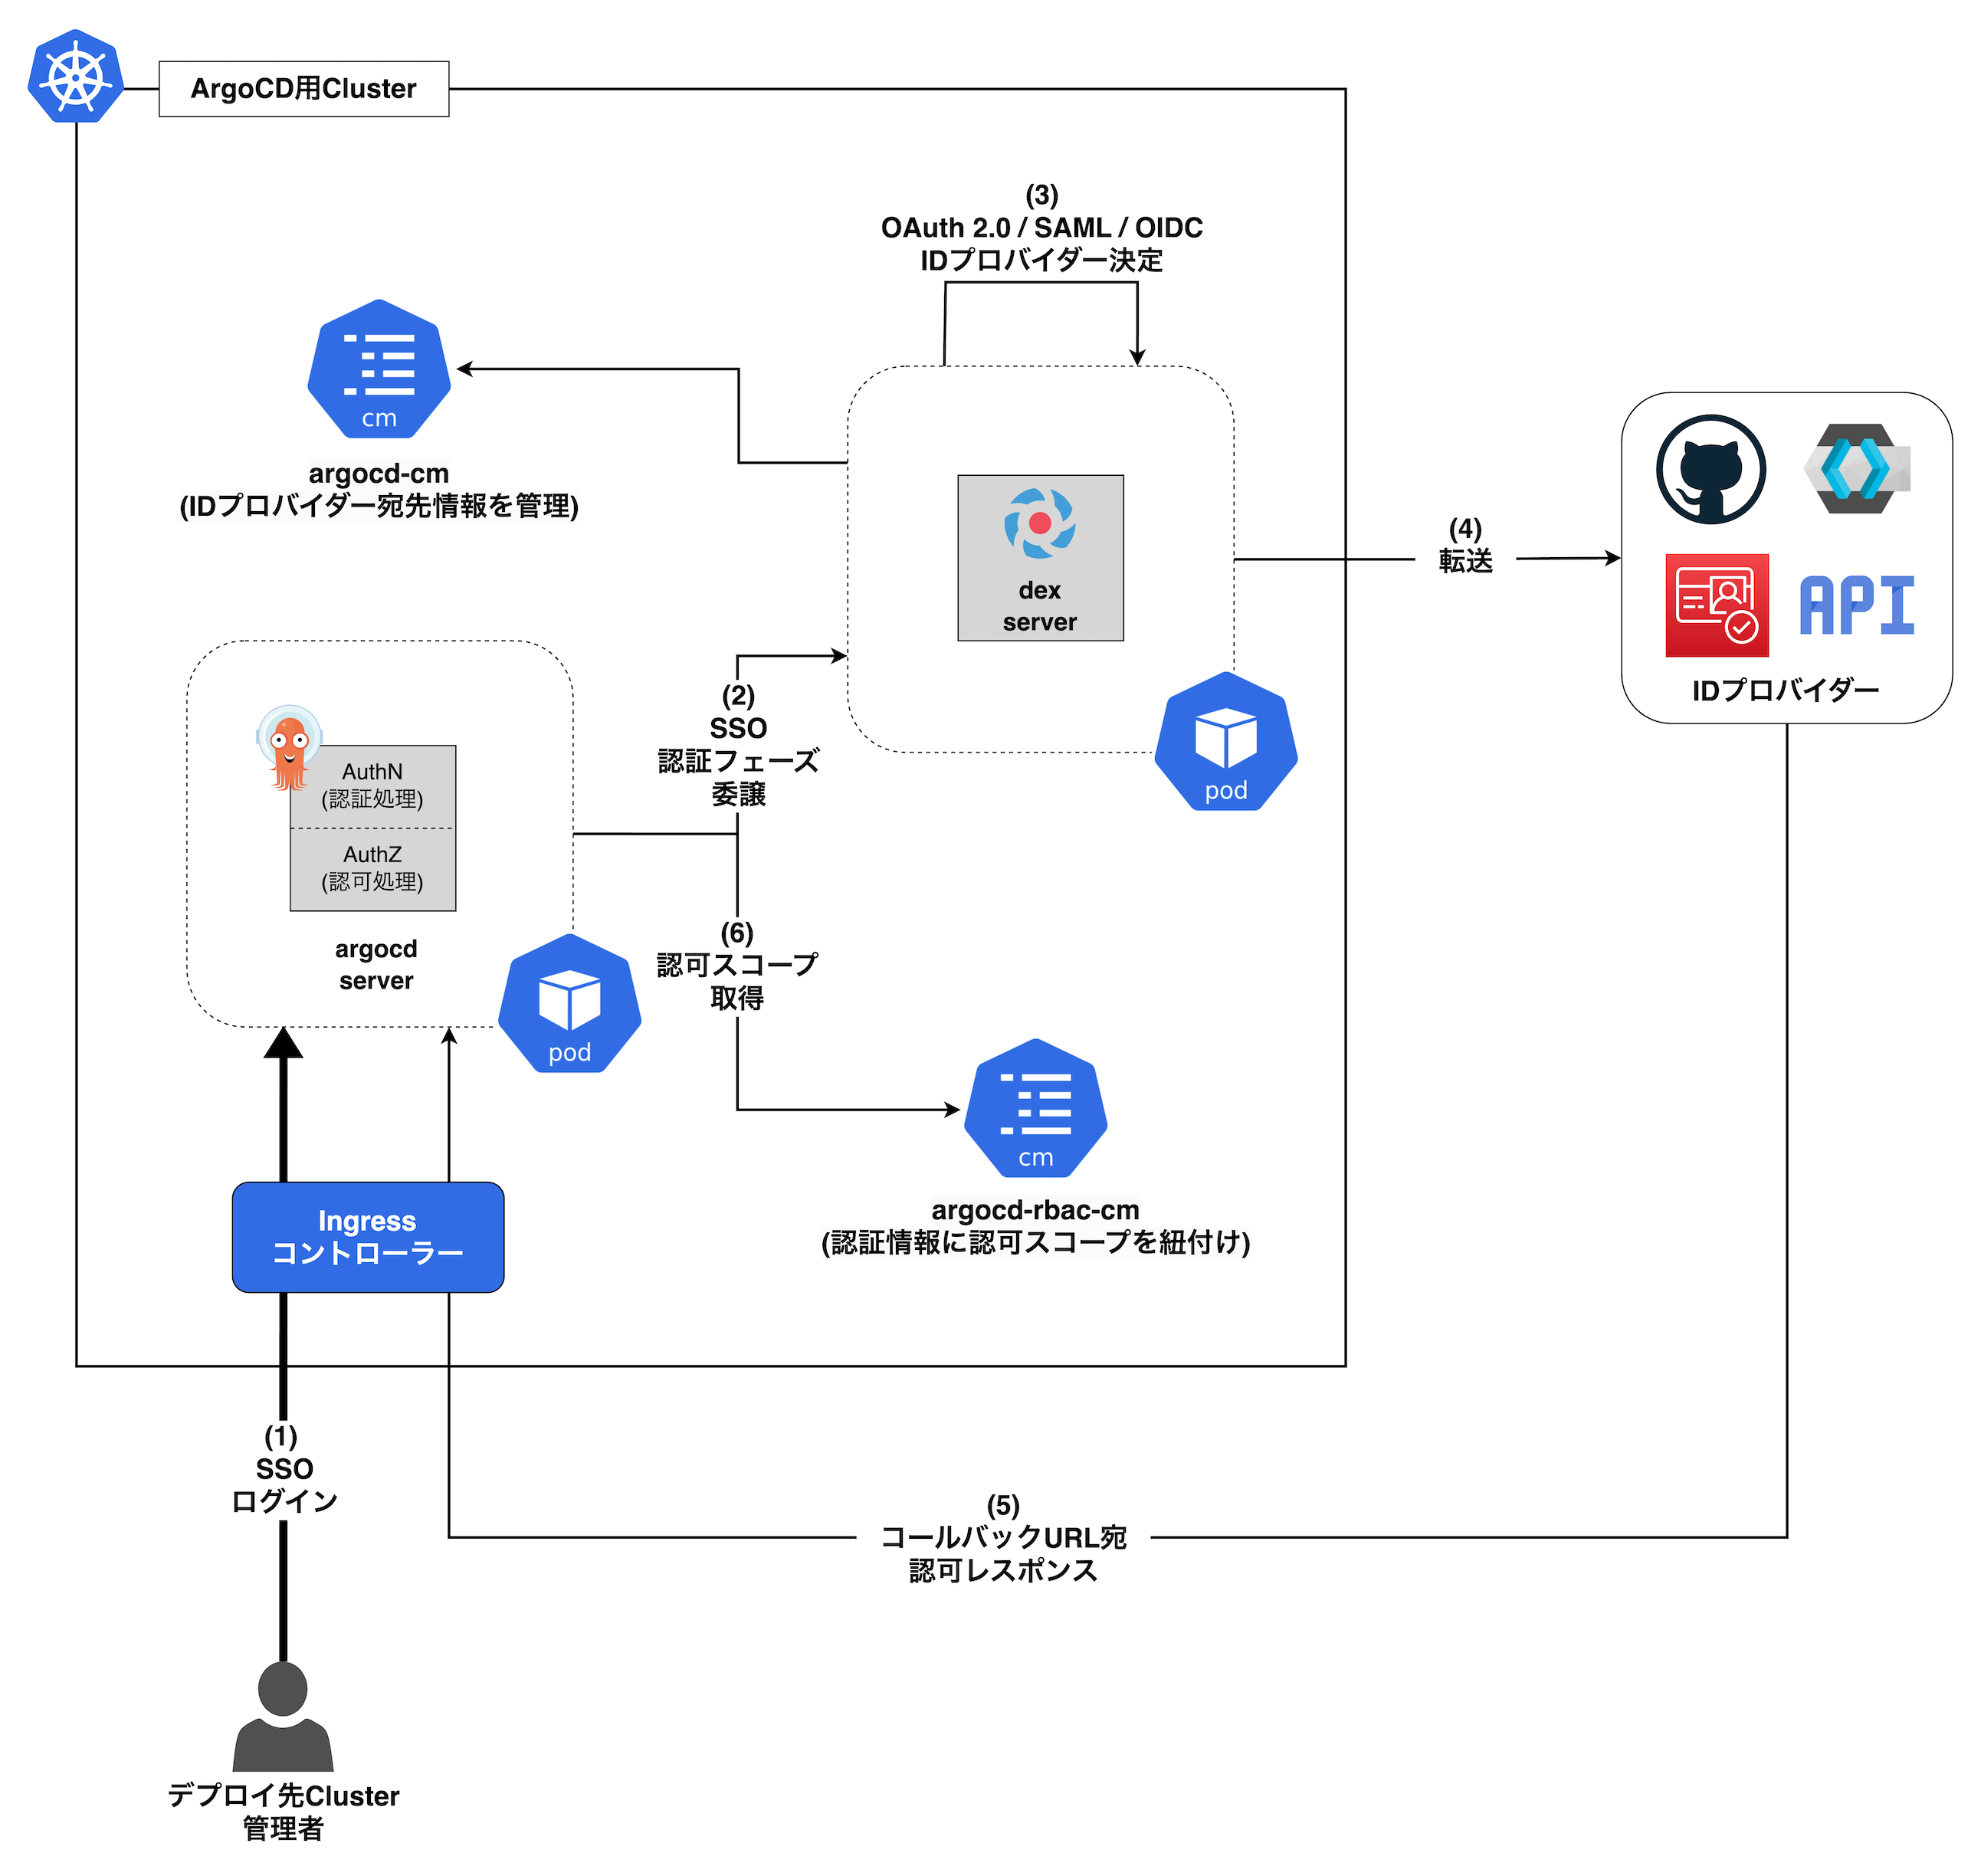 ArgoCD用Cluster
(3)
OAuth 2.0 / SAML / OIDC
IDプロバイダー決定
cm
argocd-cm
(IDプロバイダー宛先情報を管理)
dex
server
pod
(4)
転送
API
IDプロバイダー
(2)
SSO
認証フェーズ
委譲
AuthN
(認証処理)
AuthZ
(認可処理)
argocd
server
pod
(6)
認可スコープ
取得
cm
argocd-rbac-cm
(認証情報に認可スコープを紐付け)
Ingress
コントローラー
(1)
SSO
ログイン
(5)
コールバックURL宛
認可レスポンス
デプロイ先Cluster
管理者